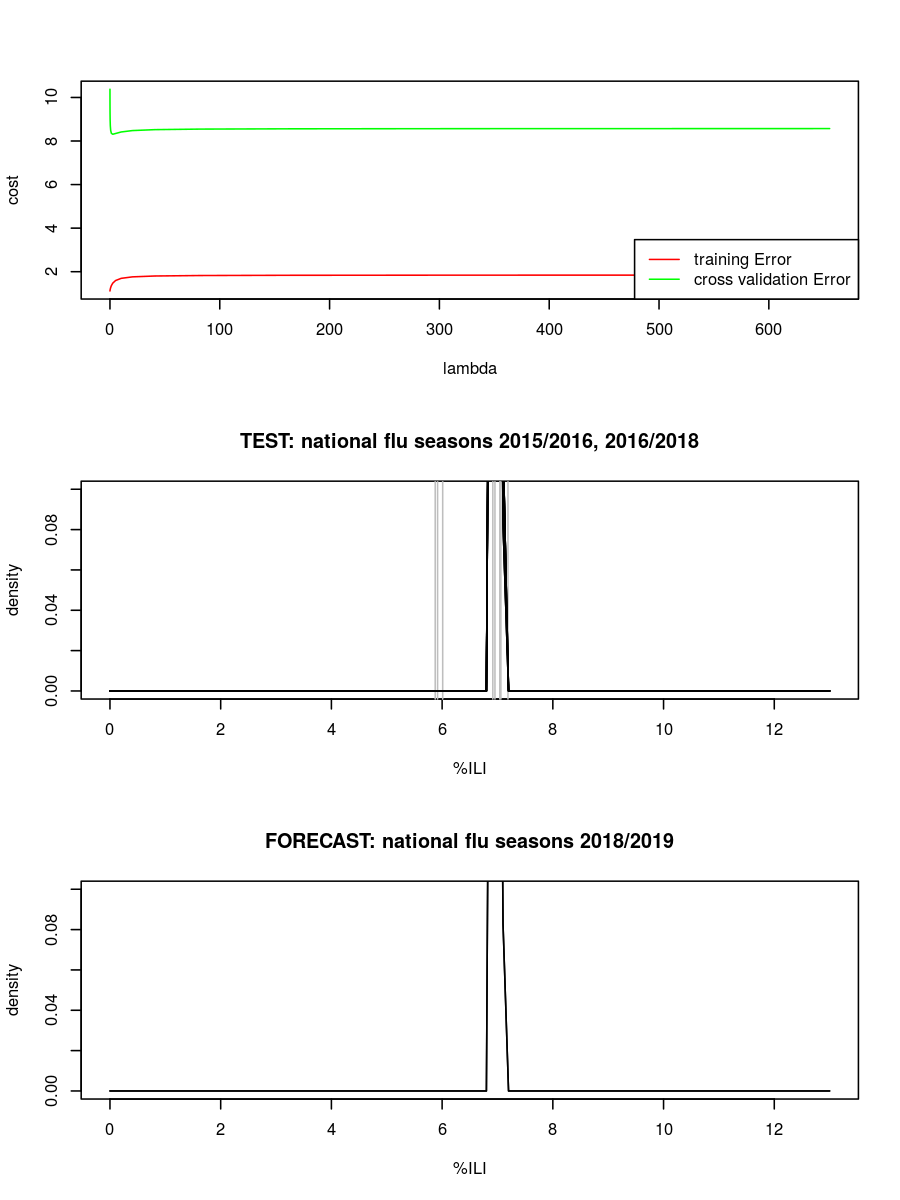 10
8
6
4
2
cost
training Error
cross validation Error
0 100 200 300 400 500 600
lambda
TEST: national flu seasons 2015/2016, 2016/2018
0.08
0.04
0.00
density
0 2 4 6 8 10 12
%ILI
FORECAST: national flu seasons 2018/2019
0.08
0.04
0.00
density
0 2 4 6 8 10 12
%ILI